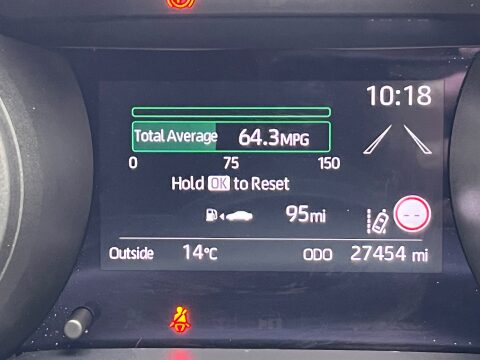 10:18
Total Average 64.3MPG
0 75 150
Hold OK to Reset
95mi
--
Outside 14°C ODO 27454 mi